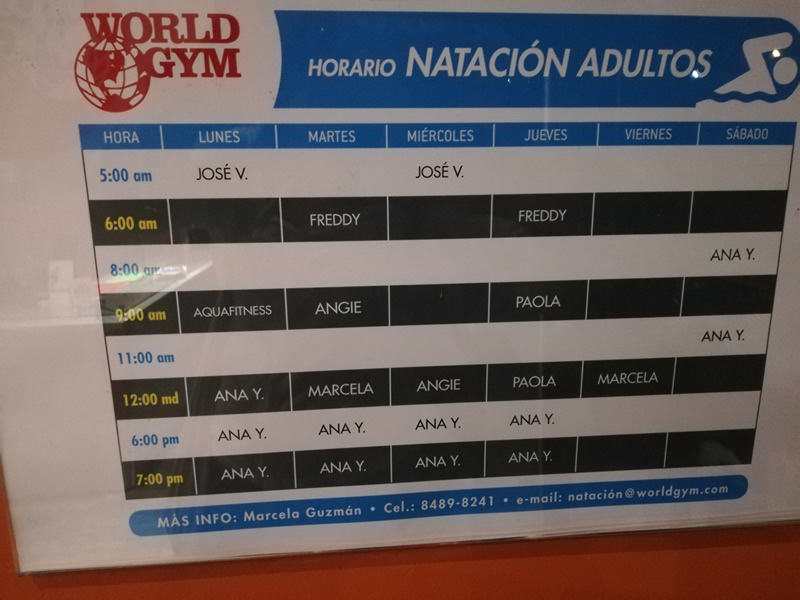 WORLD
GYM
HORARIO NATACIÓN ADULTOS
HORA LUNES MARTES MIÉRCOLES JUEVES VIERNES SÁBADO
5:00 am JOSÉ V. JOSÉ V.
6:00 am FREDDY FREDDY
8:00 am ANA Y.
9:00 am AQUAFITNESS ANGIE PAOLA
11:00 am ANA Y.
12:00 md ANA Y. MARCELA ANGIE PAOLA MARCELA
6:00 pm ANA Y. ANA Y. ANA Y. ANA Y.
7:00 pm ANA Y. ANA Y. ANA Y. ANA Y.
MÁS INFO: Marcela Guzmán • Cel.: 8489-8241 • e-mail: natación@worldgym.com